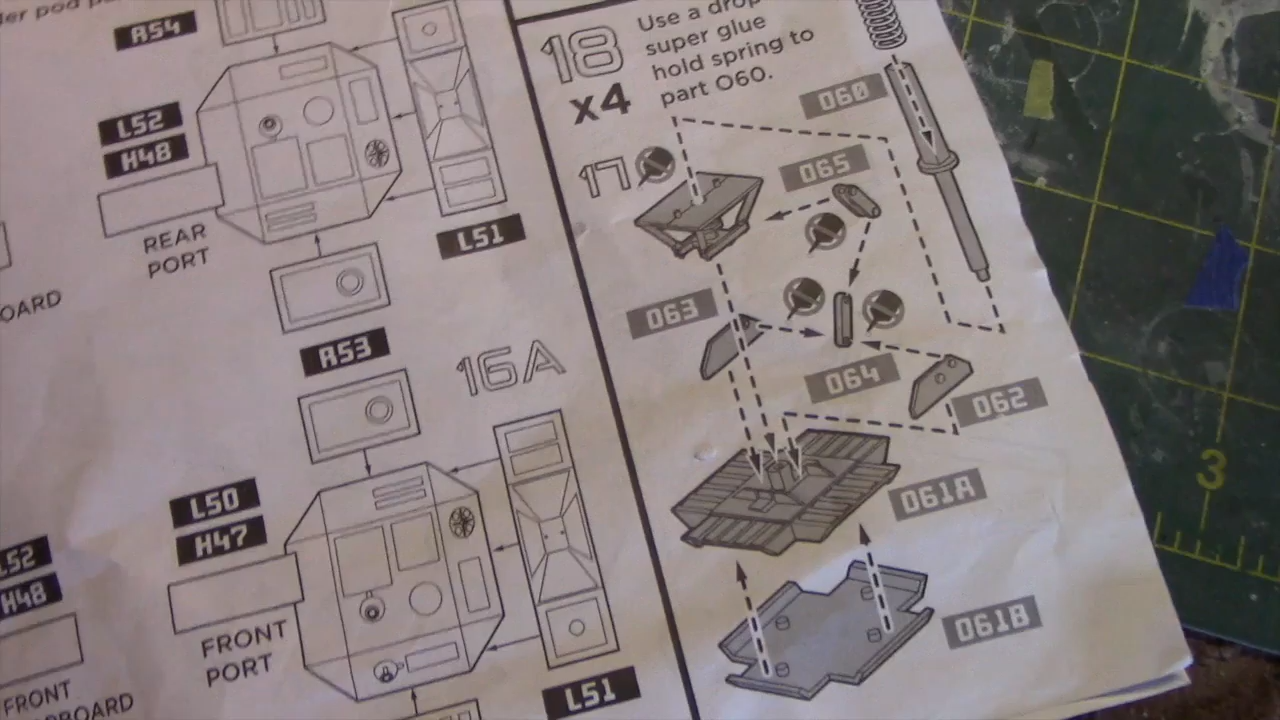 A54
L52
H48
REAR
PORT
L51
A53
16A
L50
H47
FRONT
PORT
L51
OARD
L52
H48
FRONT
18
x4
Use a drop
super glue
hold spring to
part O60.
O60
17
O65
O63
O64
O62
O61A
O61B
3